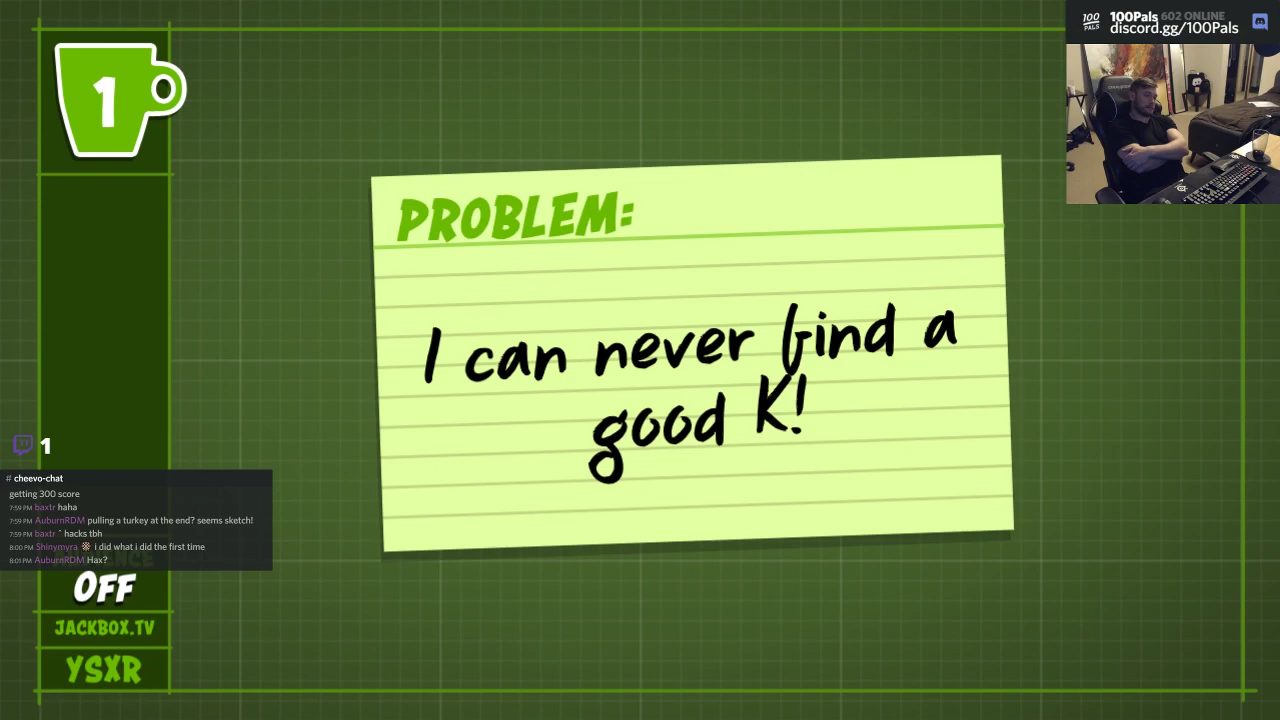 100
PALS
100Pals 602 ONLINE
discord.gg/100Pals
1
PROBLEM:
I can never find a
good K!
1
# cheevo-chat
getting 300 score
7:59 PM baxtr haha
7:59 PM AuburnRDM pulling a turkey at the end? seems sketch!
7:59 PM baxtr ^ hacks tbh
8:00 PM Shinymyra i did what i did the first time
8:01 PM AuburnRDM Hax?
OFF
JACKBOX.TV
YSXR